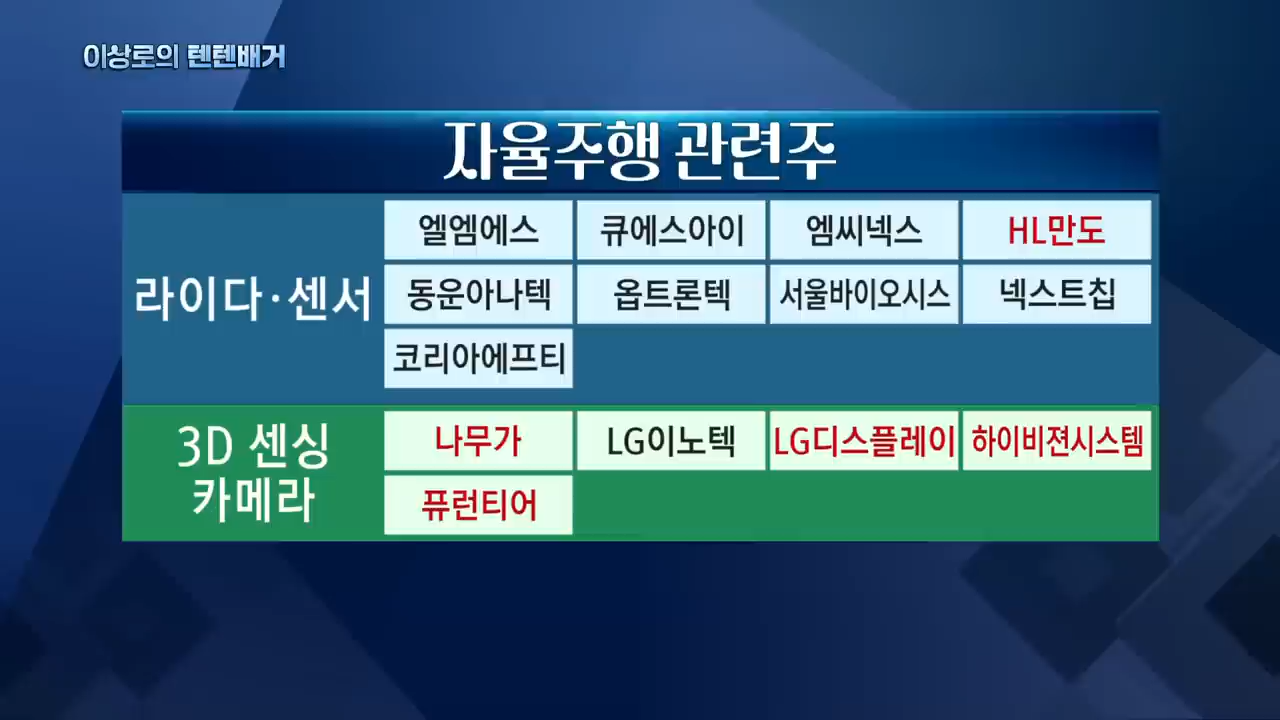 이상로의 텐텐배거
자율주행 관련주
라이다·센서
엘엠에스 큐에스아이 엠씨넥스 HL만도
동운아나텍 옵트론텍 서울바이오시스 넥스트칩
코리아에프티
3D 센싱
카메라
나무가 LG이노텍 LG디스플레이 하이비젼시스템
퓨런티어